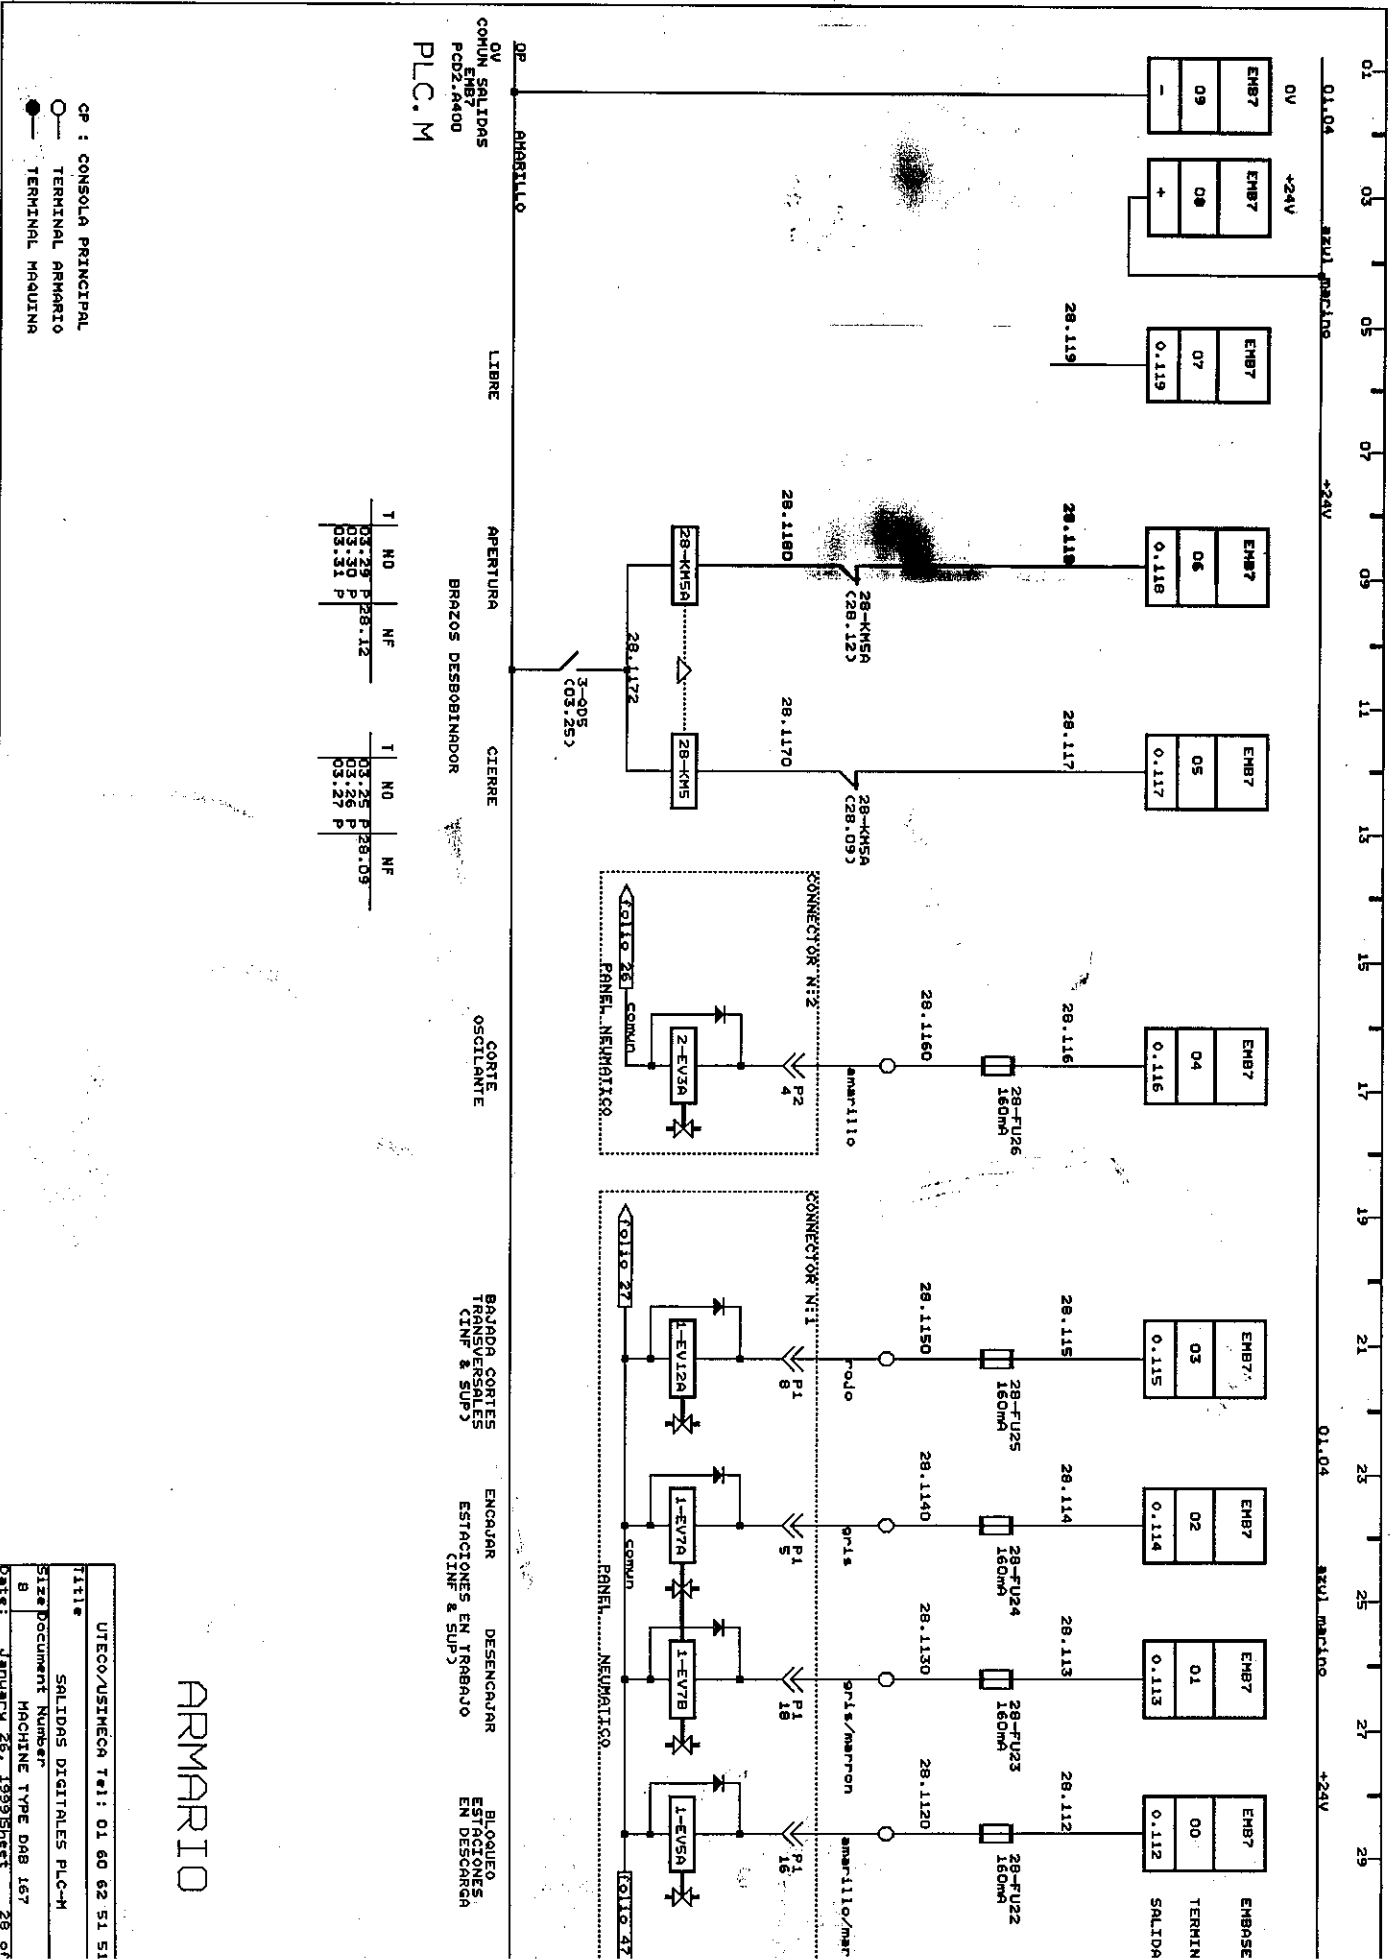 01 03 05 07 09 11 13 15 17 19 21 23 25 27 29
01.04 azul marino +24V 01.04 azul marino +24V
0V +24V
EMB7 EMB7 EMB7 EMB7 EMB7 EMB7 EMB7 EMB7 EMB7 EMB7 EMBASE
09 08 07 06 05 04 03 02 01 00 TERMIN
- + 0.119 0.118 0.117 0.116 0.115 0.114 0.113 0.112 SALIDA
28.119 28.118 28.117 28.116 28.115 28.114 28.113 28.112
28-FU26 160mA
28-FU25 160mA
28-FU24 160mA
28-FU23 160mA
28-FU22 160mA
28.1160 28.1150 28.1140 28.1130 28.1120
28-KM5A (28.12)
28-KM5A (28.09)
amarillo rojo gris gris/marron amarillo/mar
28.1180 28.1170
CONNECTOR N:2
CONNECTOR N:1
P2 4
P1 8
P1 5
P1 18
P1 16
28-KM5A 28-KM5 2-EV3A 1-EV12A 1-EV7A 1-EV7B 1-EV5A
28.1172
folio 26 comun
folio 27 comun folio 47
PANEL NEUMATICO
PANEL NEUMATICO
3-QD5 (03.25)
0P AMARILLO
0V
COMUN SALIDAS
EMB7
PCD2.A400
PLC.M
LIBRE
APERTURA
CIERRE
BRAZOS DESBOBINADOR
CORTE
OSCILANTE
BAJADA CORTES
TRANSVERSALES
(INF & SUP)
ENCAJAR DESENCAJAR
ESTACIONES EN TRABAJO
(INF & SUP)
BLOQUEO
ESTACIONES
EN DESCARGA
T NO NF
03.29 P 28.12
03.30 P
03.31 P
T NO NF
03.25 P 28.09
03.26 P
03.27 P
ARMARIO
CP : CONSOLA PRINCIPAL
TERMINAL ARMARIO
TERMINAL MAQUINA
UTECO/USIMECA Tel: 01 60 62 51 51
Title
SALIDAS DIGITALES PLC-M
Size Document Number
B MACHINE TYPE DAB 167
Date: January 26, 1999 Sheet 28 of